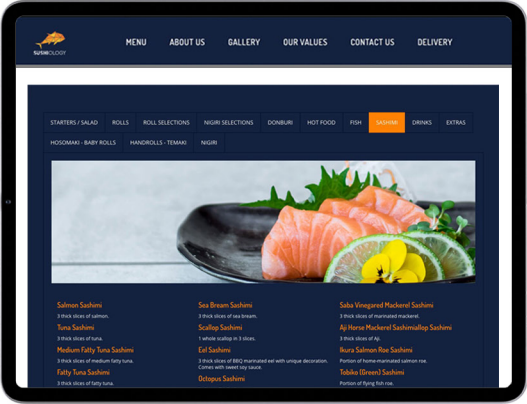 SUSHIOLOGY
MENU ABOUT US GALLERY OUR VALUES CONTACT US DELIVERY
STARTERS / SALAD ROLLS ROLL SELECTIONS NIGIRI SELECTIONS DONBURI HOT FOOD FISH SASHIMI DRINKS EXTRAS
HOSOMAKI - BABY ROLLS HANDROLLS - TEMAKI NIGIRI
Salmon Sashimi
3 thick slices of salmon.
Tuna Sashimi
3 thick slices of tuna.
Medium Fatty Tuna Sashimi
3 thick slices of medium fatty tuna.
Fatty Tuna Sashimi
3 thick slices of fatty tuna.
Sea Bream Sashimi
3 thick slices of sea bream.
Scallop Sashimi
1 whole scallop in 3 slices.
Eel Sashimi
3 thick slices of BBQ marinated eel with unique decoration.
Comes with sweet soy sauce.
Octopus Sashimi
Saba Vinegared Mackerel Sashimi
3 thick slices of marinated mackerel.
Aji Horse Mackerel Sashimiallop Sashimi
3 thick slices of Aji.
Ikura Salmon Roe Sashimi
Portion of home-marinated salmon roe.
Tobiko (Green) Sashimi
Portion of flying fish roe.